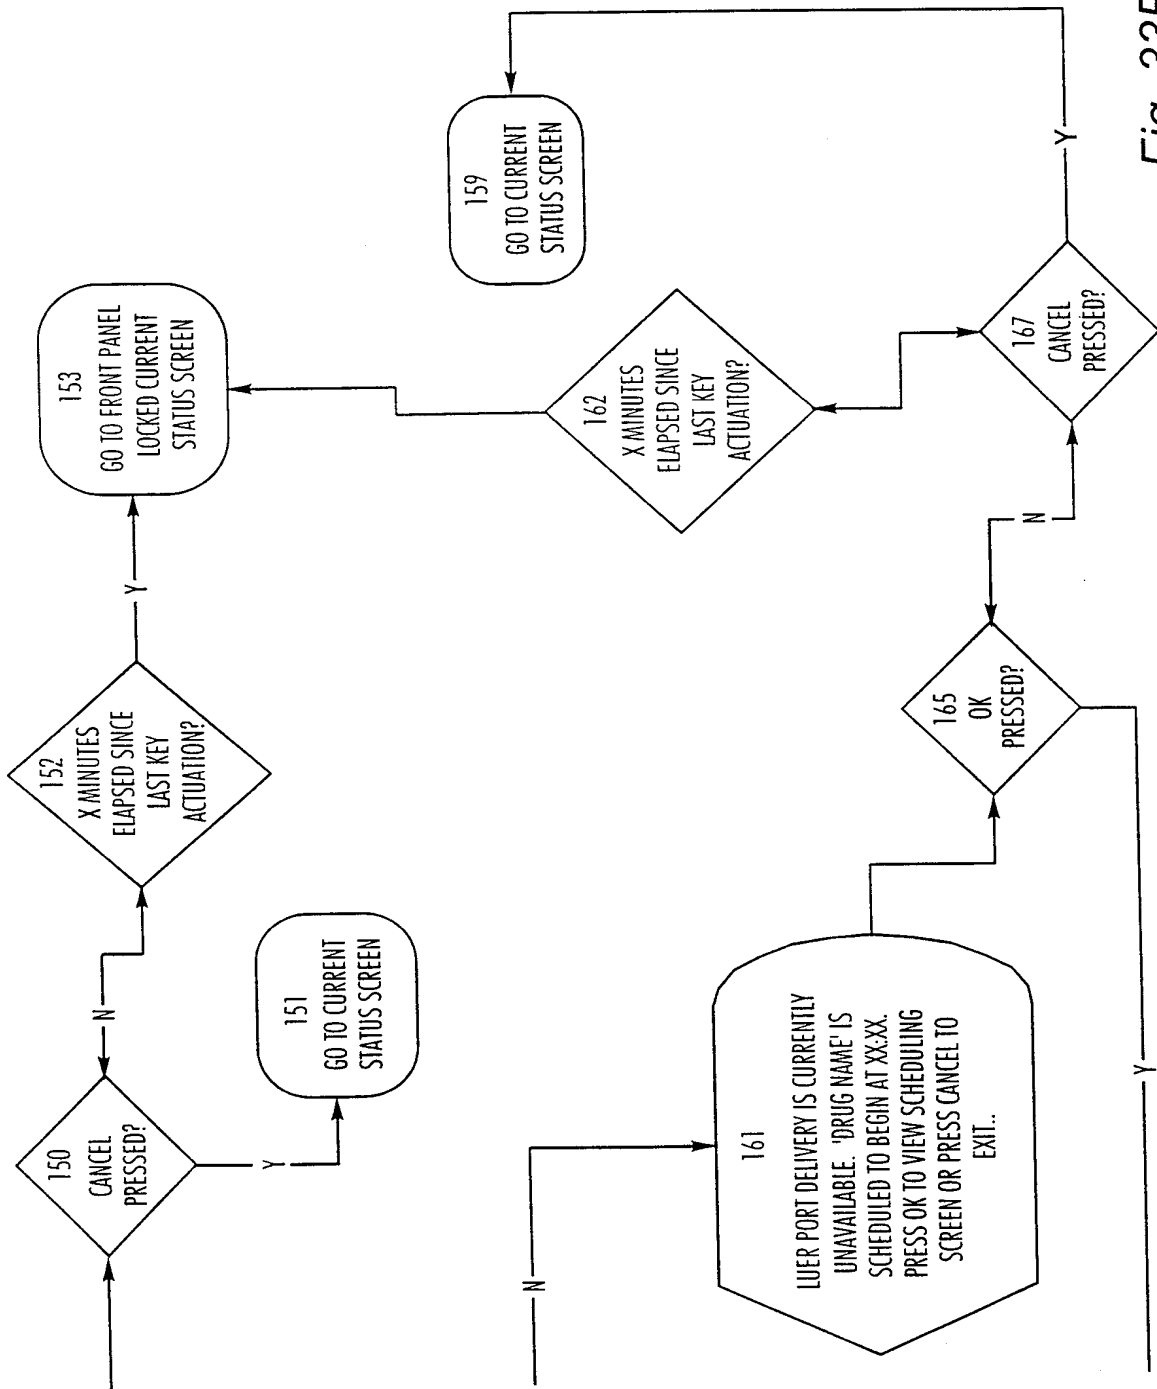 150
CANCEL
PRESSED?
N
Y
151
GO TO CURRENT
STATUS SCREEN
152
X MINUTES
ELAPSED SINCE
LAST KEY
ACTUATION?
Y
153
GO TO FRONT PANEL
LOCKED CURRENT
STATUS SCREEN
N
161
LUER PORT DELIVERY IS CURRENTLY
UNAVAILABLE. 'DRUG NAME' IS
SCHEDULED TO BEGIN AT XX:XX.
PRESS OK TO VIEW SCHEDULING
SCREEN OR PRESS CANCEL TO
EXIT..
162
X MINUTES
ELAPSED SINCE
LAST KEY
ACTUATION?
159
GO TO CURRENT
STATUS SCREEN
165
OK
PRESSED?
N
167
CANCEL
PRESSED?
Y
Y
Fig.